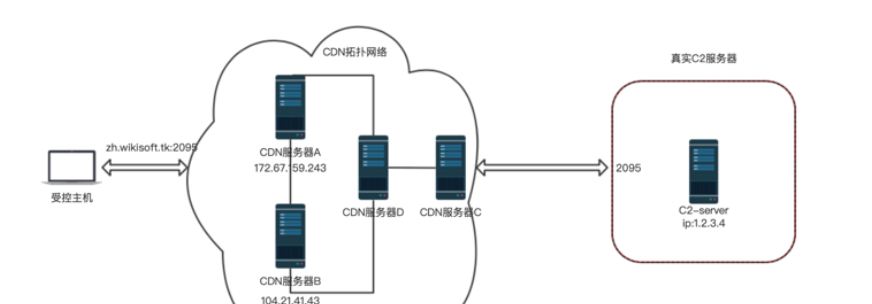 CDN拓扑网络
真实C2服务器
zh.wikisoft.tk:2095
CDN服务器A
172.67.159.243
2095
受控主机
CDN服务器D
CDN服务器C
C2-server
ip:1.2.3.4
CDN服务器B
104.21.41.43